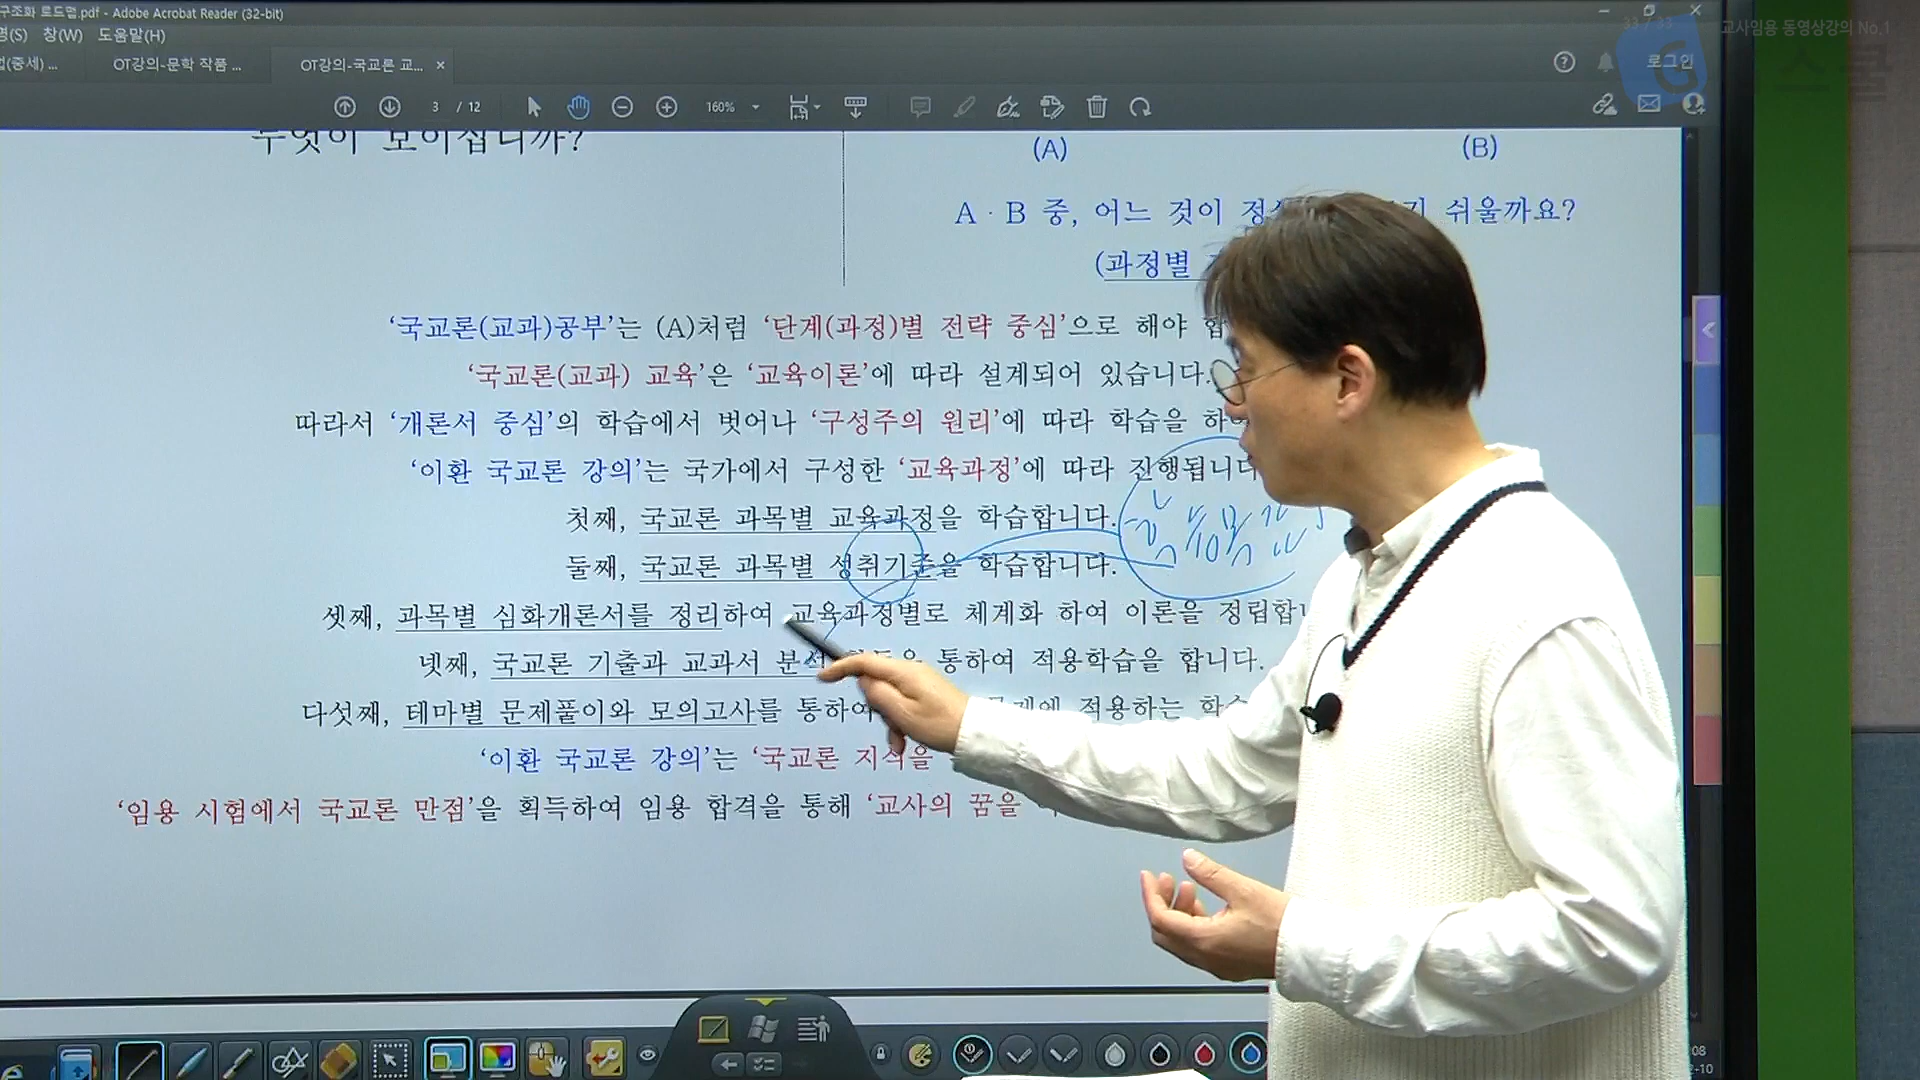 구조화 로드맵.pdf - Adobe Acrobat Reader (32-bit)
33 / 33
교사임용 동영상강의 No.1
창(W) 도움말(H)
OT강의-문학 작품 ...
OT강의-국교론 교... ×
로그인
3 / 12
160%
무엇이 보이십니까?
(A)
(B)
A · B 중, 어느 것이 쉬울까요?
(과정별
‘국교론(교과)공부’는 (A)처럼 ‘단계(과정)별 전략 중심’으로 해야
‘국교론(교과) 교육’은 ‘교육이론’에 따라 설계되어 있습니다.
따라서 ‘개론서 중심’의 학습에서 벗어나 ‘구성주의 원리’에 따라 학습을
‘이환 국교론 강의’는 국가에서 구성한 ‘교육과정’에 따라 진행됩니다
첫째, 국교론 과목별 교육과정을 학습합니다.
둘째, 국교론 과목별 성취기준을 학습합니다.
셋째, 과목별 심화개론서를 정리하여 교육과정별로 체계화 하여 이론을
넷째, 국교론 기출과 교과서 분석 통하여 적용학습을 합니다.
다섯째, 테마별 문제풀이와 모의고사를 통하여 적용하는
‘이환 국교론 강의’는 ‘국교론 지식을
‘임용 시험에서 국교론 만점’을 획득하여 임용 합격을 통해 ‘교사의 꿈을